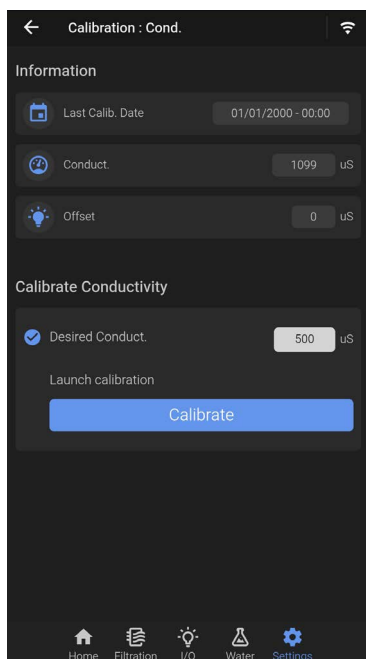 Calibration : Cond.
Information
Last Calib. Date 01/01/2000 - 00:00
Conduct. 1099 uS
Offset 0 uS
Calibrate Conductivity
Desired Conduct. 500 uS
Launch calibration
Calibrate
Home Filtration I/O Water Settings